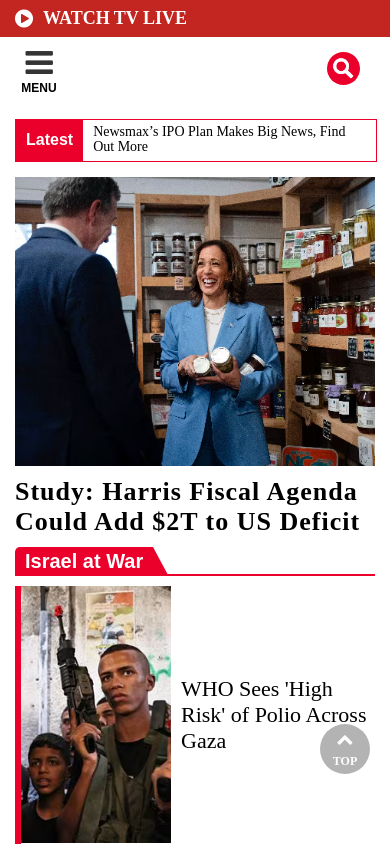 WATCH TV LIVE
MENU
Latest
Newsmax’s IPO Plan Makes Big News, Find
Out More
Study: Harris Fiscal Agenda
Could Add $2T to US Deficit
Israel at War
WHO Sees 'High
Risk' of Polio Across
Gaza
TOP